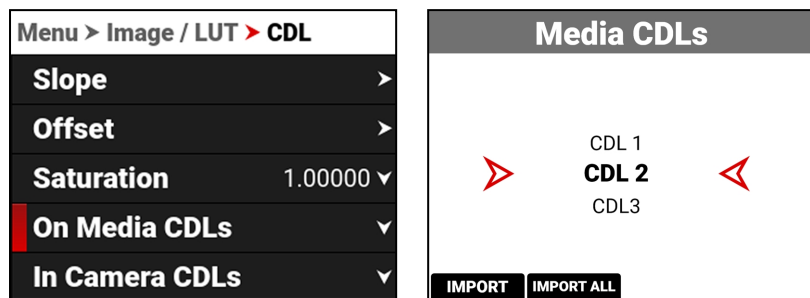 Menu > Image / LUT > CDL
Slope
Offset
Saturation 1.00000
On Media CDLs
In Camera CDLs
Media CDLs
CDL 1
CDL 2
CDL3
IMPORT IMPORT ALL